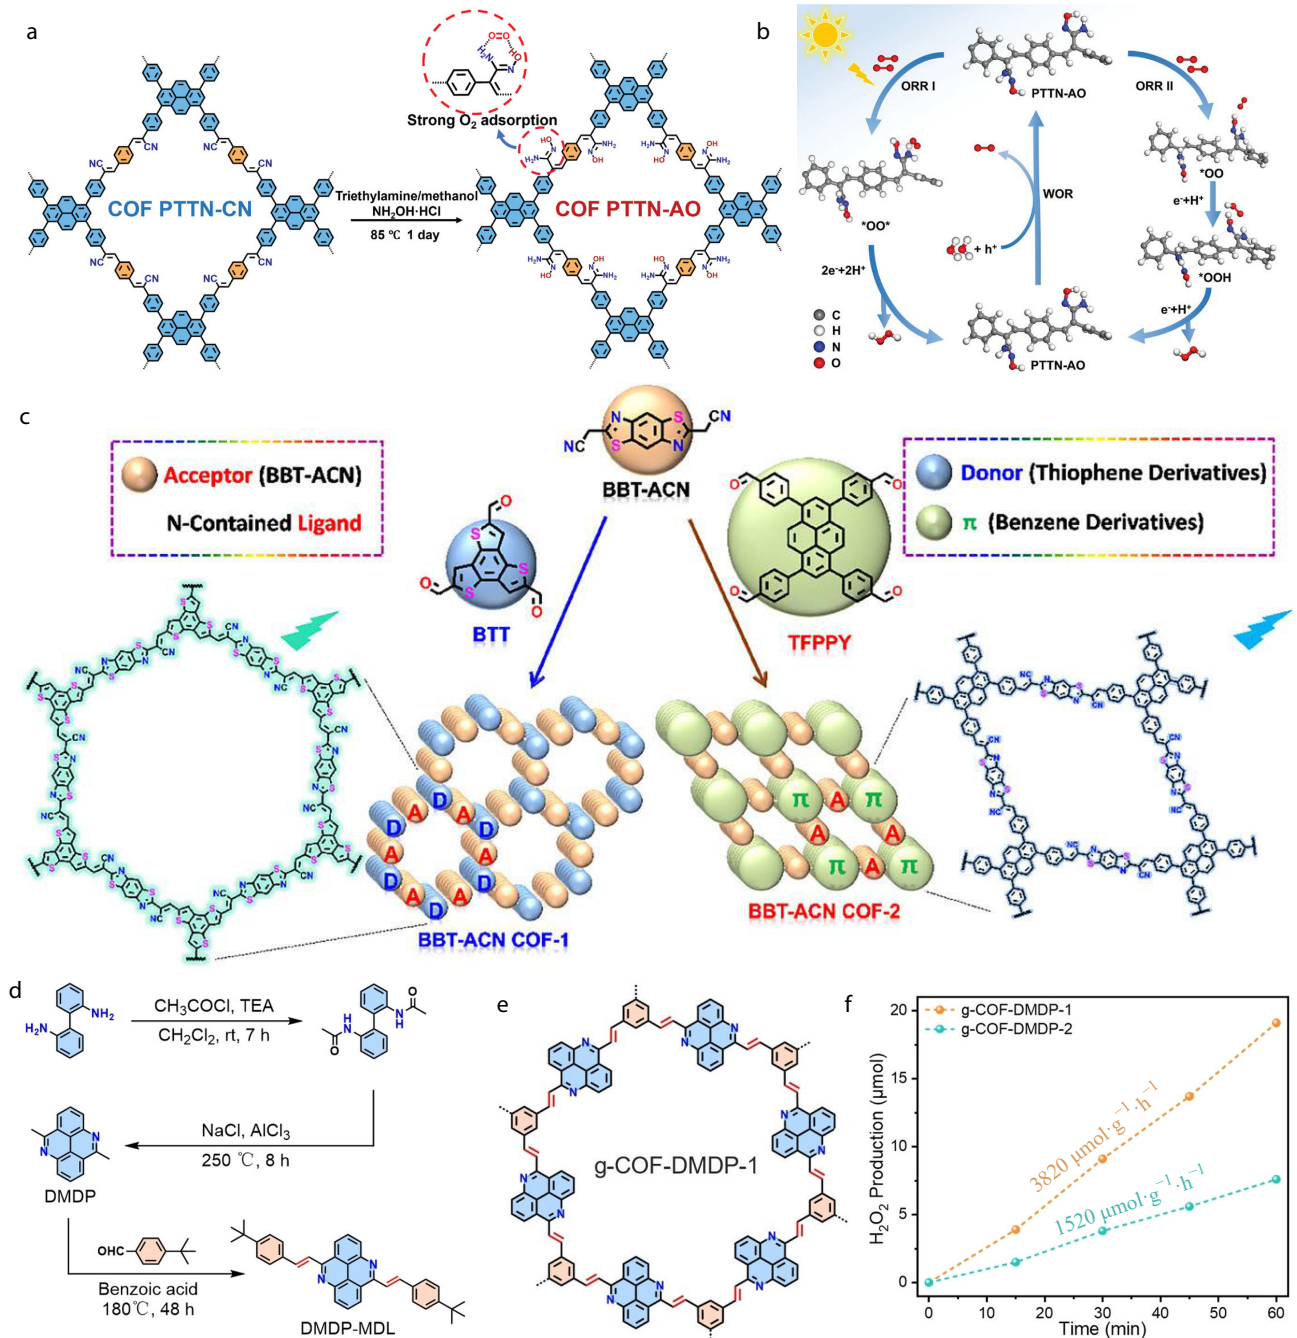 a
Strong O₂ adsorption
COF PTTN-CN
Triethylamine/methanol
NH₂OH·HCl
85 ℃ 1 day
COF PTTN-AO
b
ORR I
PTTN-AO
ORR II
*OO*
*OO
WOR
e⁻+H⁺
+ h⁺
*OOH
2e⁻+2H⁺
e⁻+H⁺
C
H
N
O
PTTN-AO
c
Acceptor (BBT-ACN)
N-Contained Ligand
NC
CN
N
S
S
N
BBT-ACN
Donor (Thiophene Derivatives)
π (Benzene Derivatives)
BTT
TFPPY
D
A
π
BBT-ACN COF-1
BBT-ACN COF-2
d
NH₂
H₂N
CH₃COCl, TEA
CH₂Cl₂, rt, 7 h
NaCl, AlCl₃
250 ℃, 8 h
DMDP
OHC
Benzoic acid
180℃, 48 h
DMDP-MDL
e
g-COF-DMDP-1
f
g-COF-DMDP-1
g-COF-DMDP-2
3820 μmol·g⁻¹·h⁻¹
1520 μmol·g⁻¹·h⁻¹
H₂O₂ Production (μmol)
20
15
10
5
0
0 10 20 30 40 50 60
Time (min)